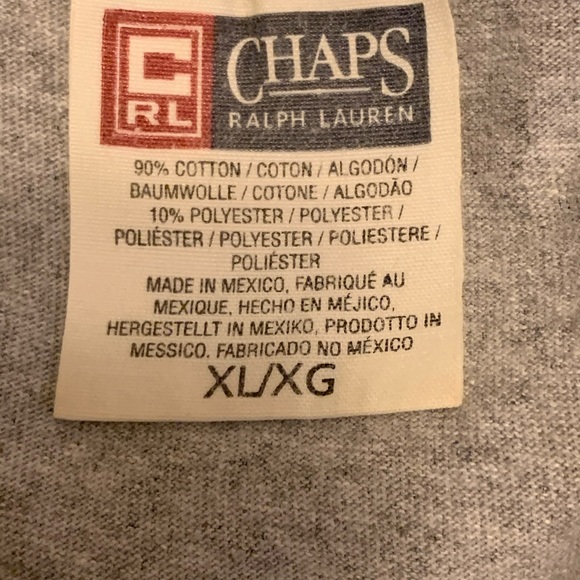 C
RL
CHAPS
RALPH LAUREN
90% COTTON / COTON / ALGODÓN /
BAUMWOLLE / COTONE / ALGODÃO
10% POLYESTER / POLYESTER /
POLIÉSTER / POLYESTER / POLIESTERE /
POLIÉSTER
MADE IN MEXICO, FABRIQUÉ AU
MEXIQUE, HECHO EN MÉJICO,
HERGESTELLT IN MEXIKO, PRODOTTO IN
MESSICO. FABRICADO NO MÉXICO
XL/XG